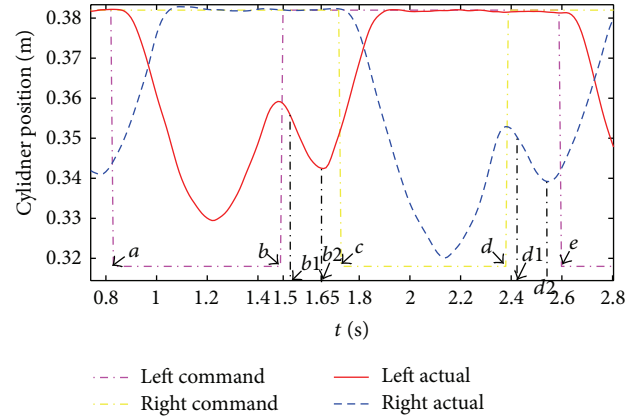 Cylidner position (m)
0.38
0.36
0.35
0.34
0.33
0.32
a
b
b1
b2
c
d
d1
d2
e
0.8 1 1.2 1.4 1.5 1.65 1.8 2 2.2 2.4 2.6 2.8
t (s)
Left command
Left actual
Right command
Right actual